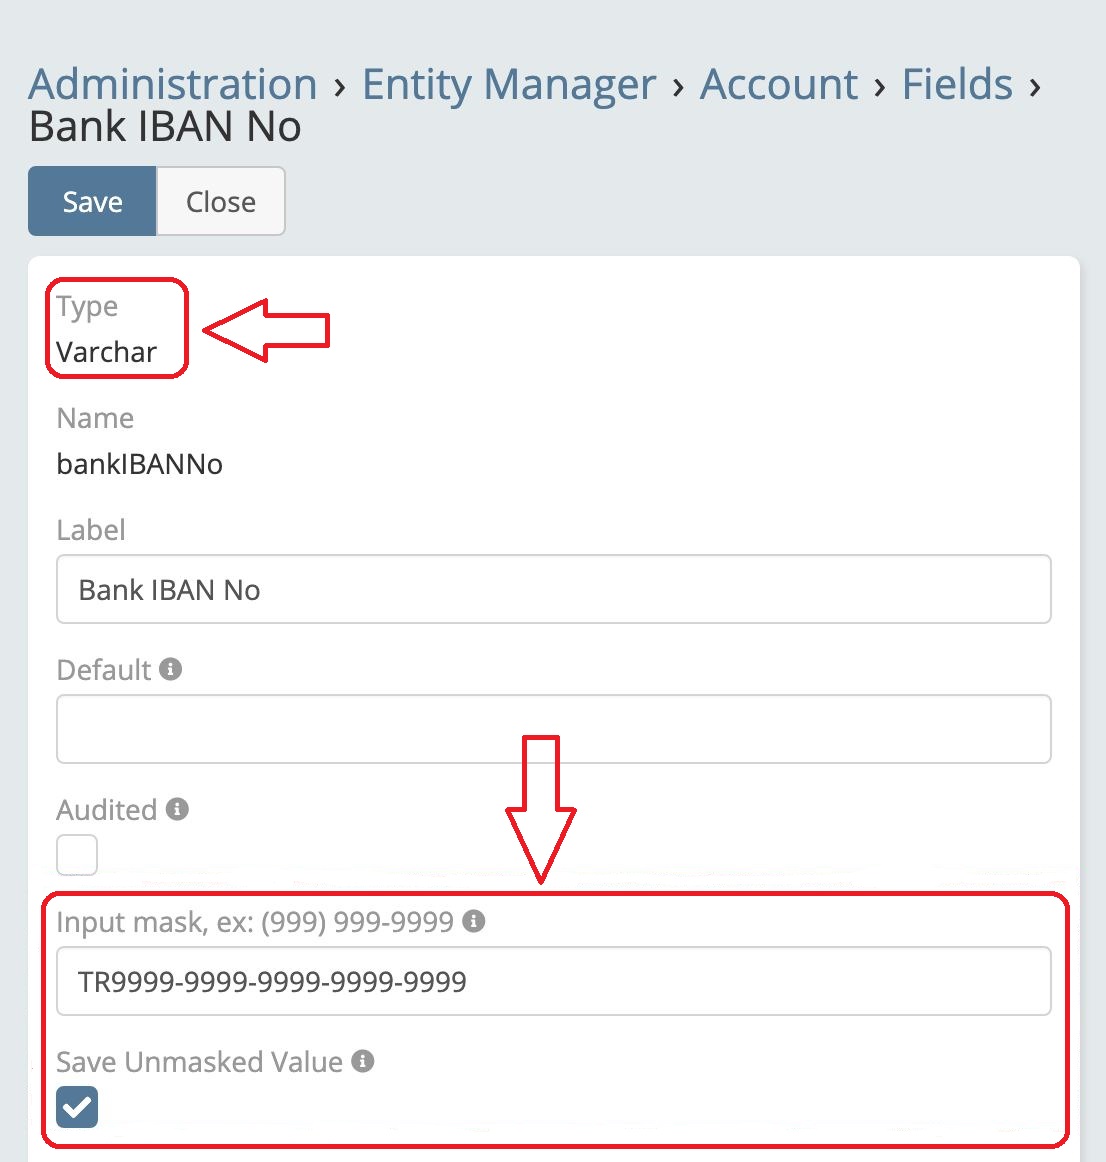 Administration › Entity Manager › Account › Fields ›
Bank IBAN No
Save Close
Type
Varchar
Name
bankIBANNo
Label
Bank IBAN No
Default
Audited
Input mask, ex: (999) 999-9999
TR9999-9999-9999-9999-9999
Save Unmasked Value